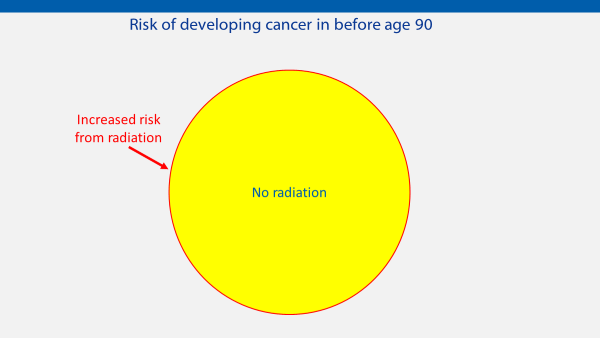 Risk of developing cancer in before age 90
Increased risk
from radiation
No radiation